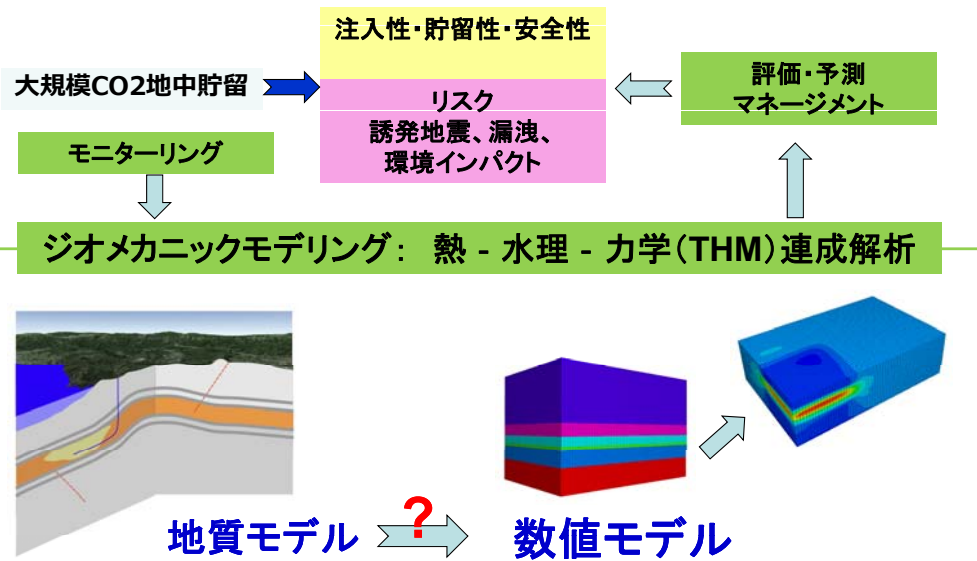 注入性・貯留性・安全性
大規模CO2地中貯留
リスク
誘発地震、漏洩、
環境インパクト
評価・予測
マネージメント
モニターリング
ジオメカニックモデリング： 熱 - 水理 - 力学（THM）連成解析
地質モデル
?
数値モデル